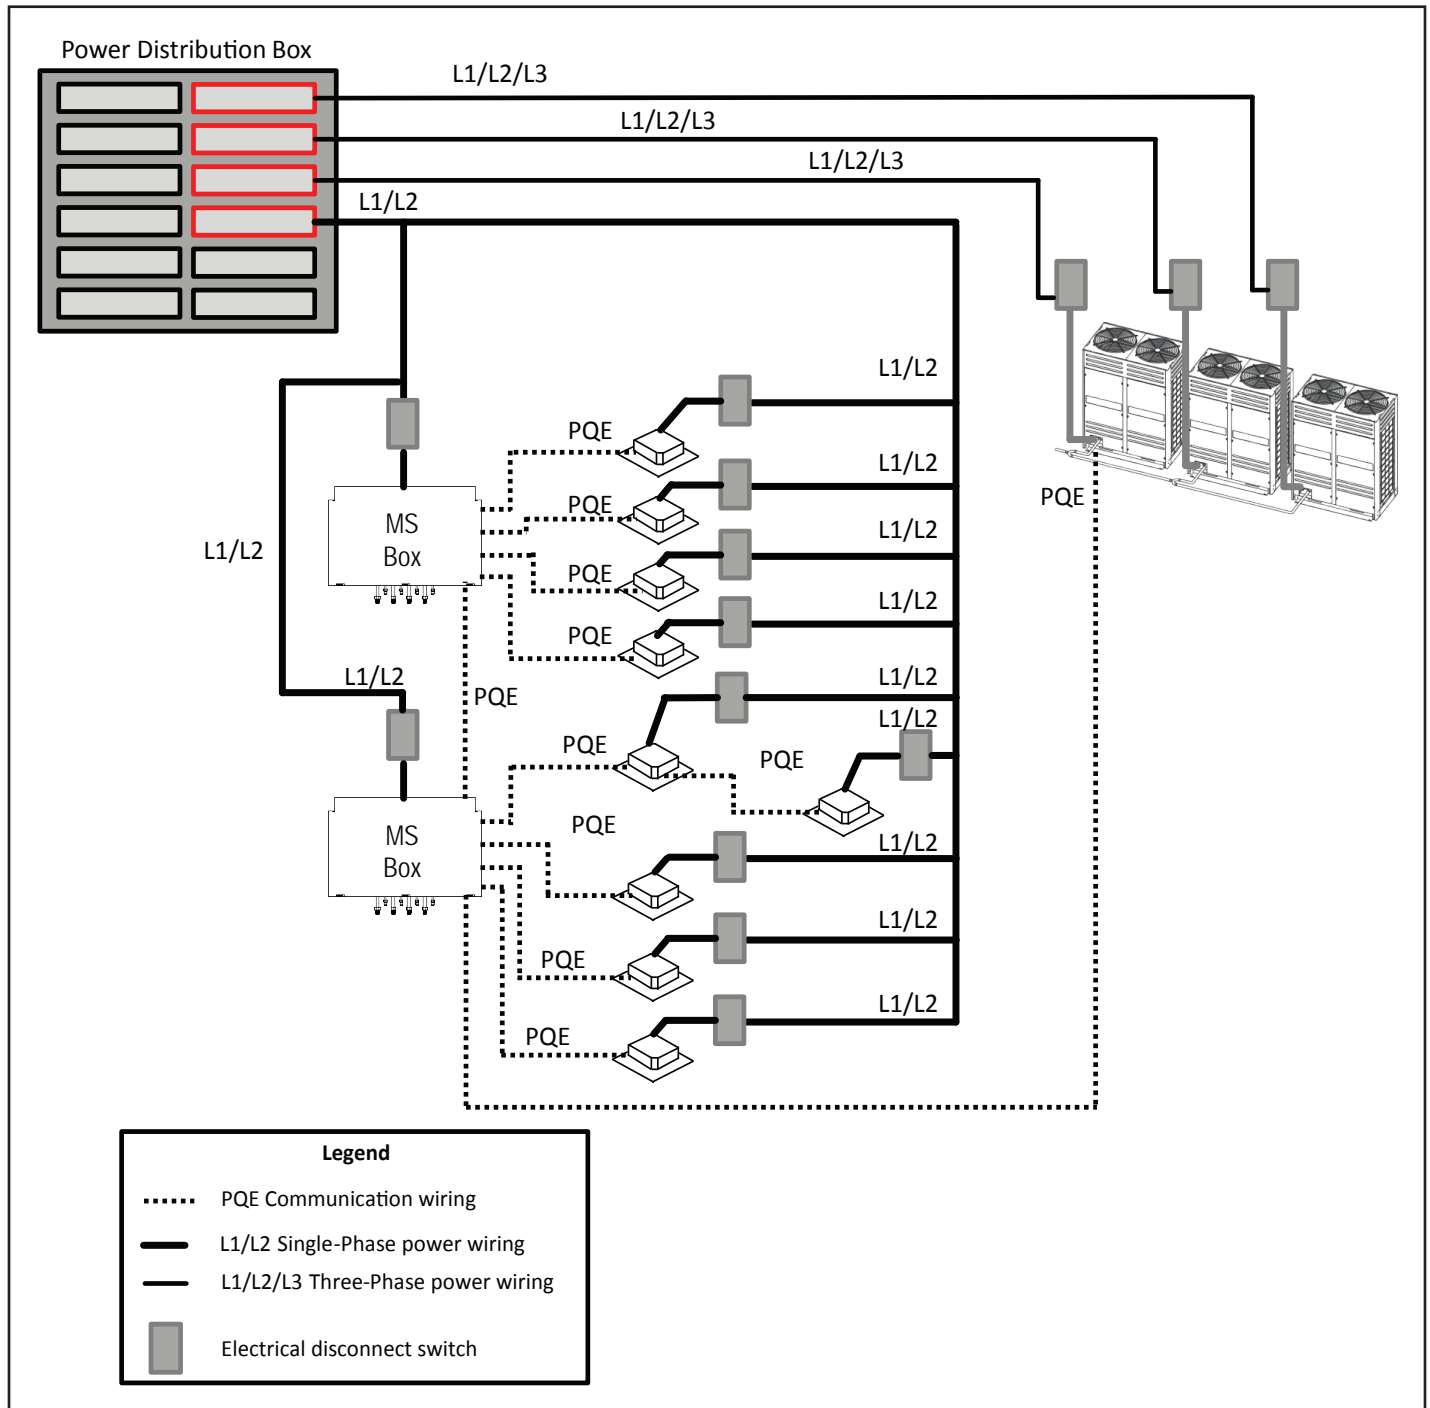 Power Distribution Box
L1/L2/L3
L1/L2/L3
L1/L2/L3
L1/L2
L1/L2
PQE
L1/L2
PQE
PQE
MS
Box
L1/L2
L1/L2
PQE
L1/L2
PQE
L1/L2
L1/L2
PQE
L1/L2
L1/L2
PQE
PQE
PQE
MS
Box
L1/L2
PQE
L1/L2
PQE
L1/L2
PQE
Legend
PQE Communication wiring
L1/L2 Single-Phase power wiring
L1/L2/L3 Three-Phase power wiring
Electrical disconnect switch